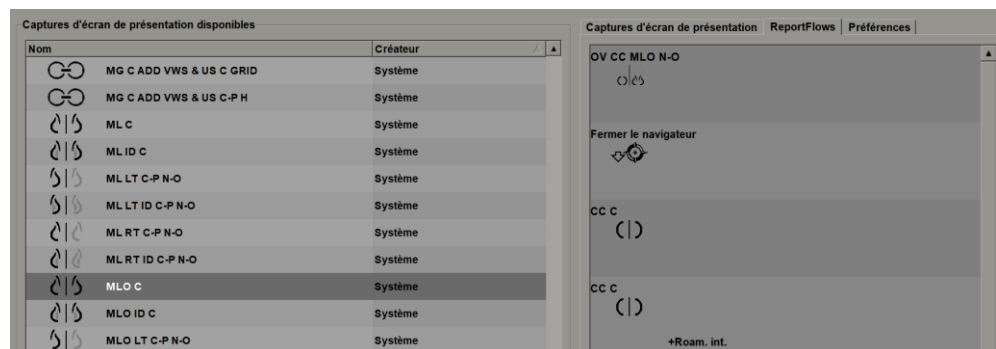 Captures d'écran de présentation disponibles
Nom Créateur
MG C ADD VWS & US C GRID Système
MG C ADD VWS & US C-P H Système
ML C Système
ML ID C Système
ML LT C-P N-O Système
ML LT ID C-P N-O Système
ML RT C-P N-O Système
ML RT ID C-P N-O Système
MLO C Système
MLO ID C Système
MLO LT C-P N-O Système
Captures d'écran de présentation ReportFlows Préférences
OV CC MLO N-O
Fermer le navigateur
CC C
CC C
+Roam. int.